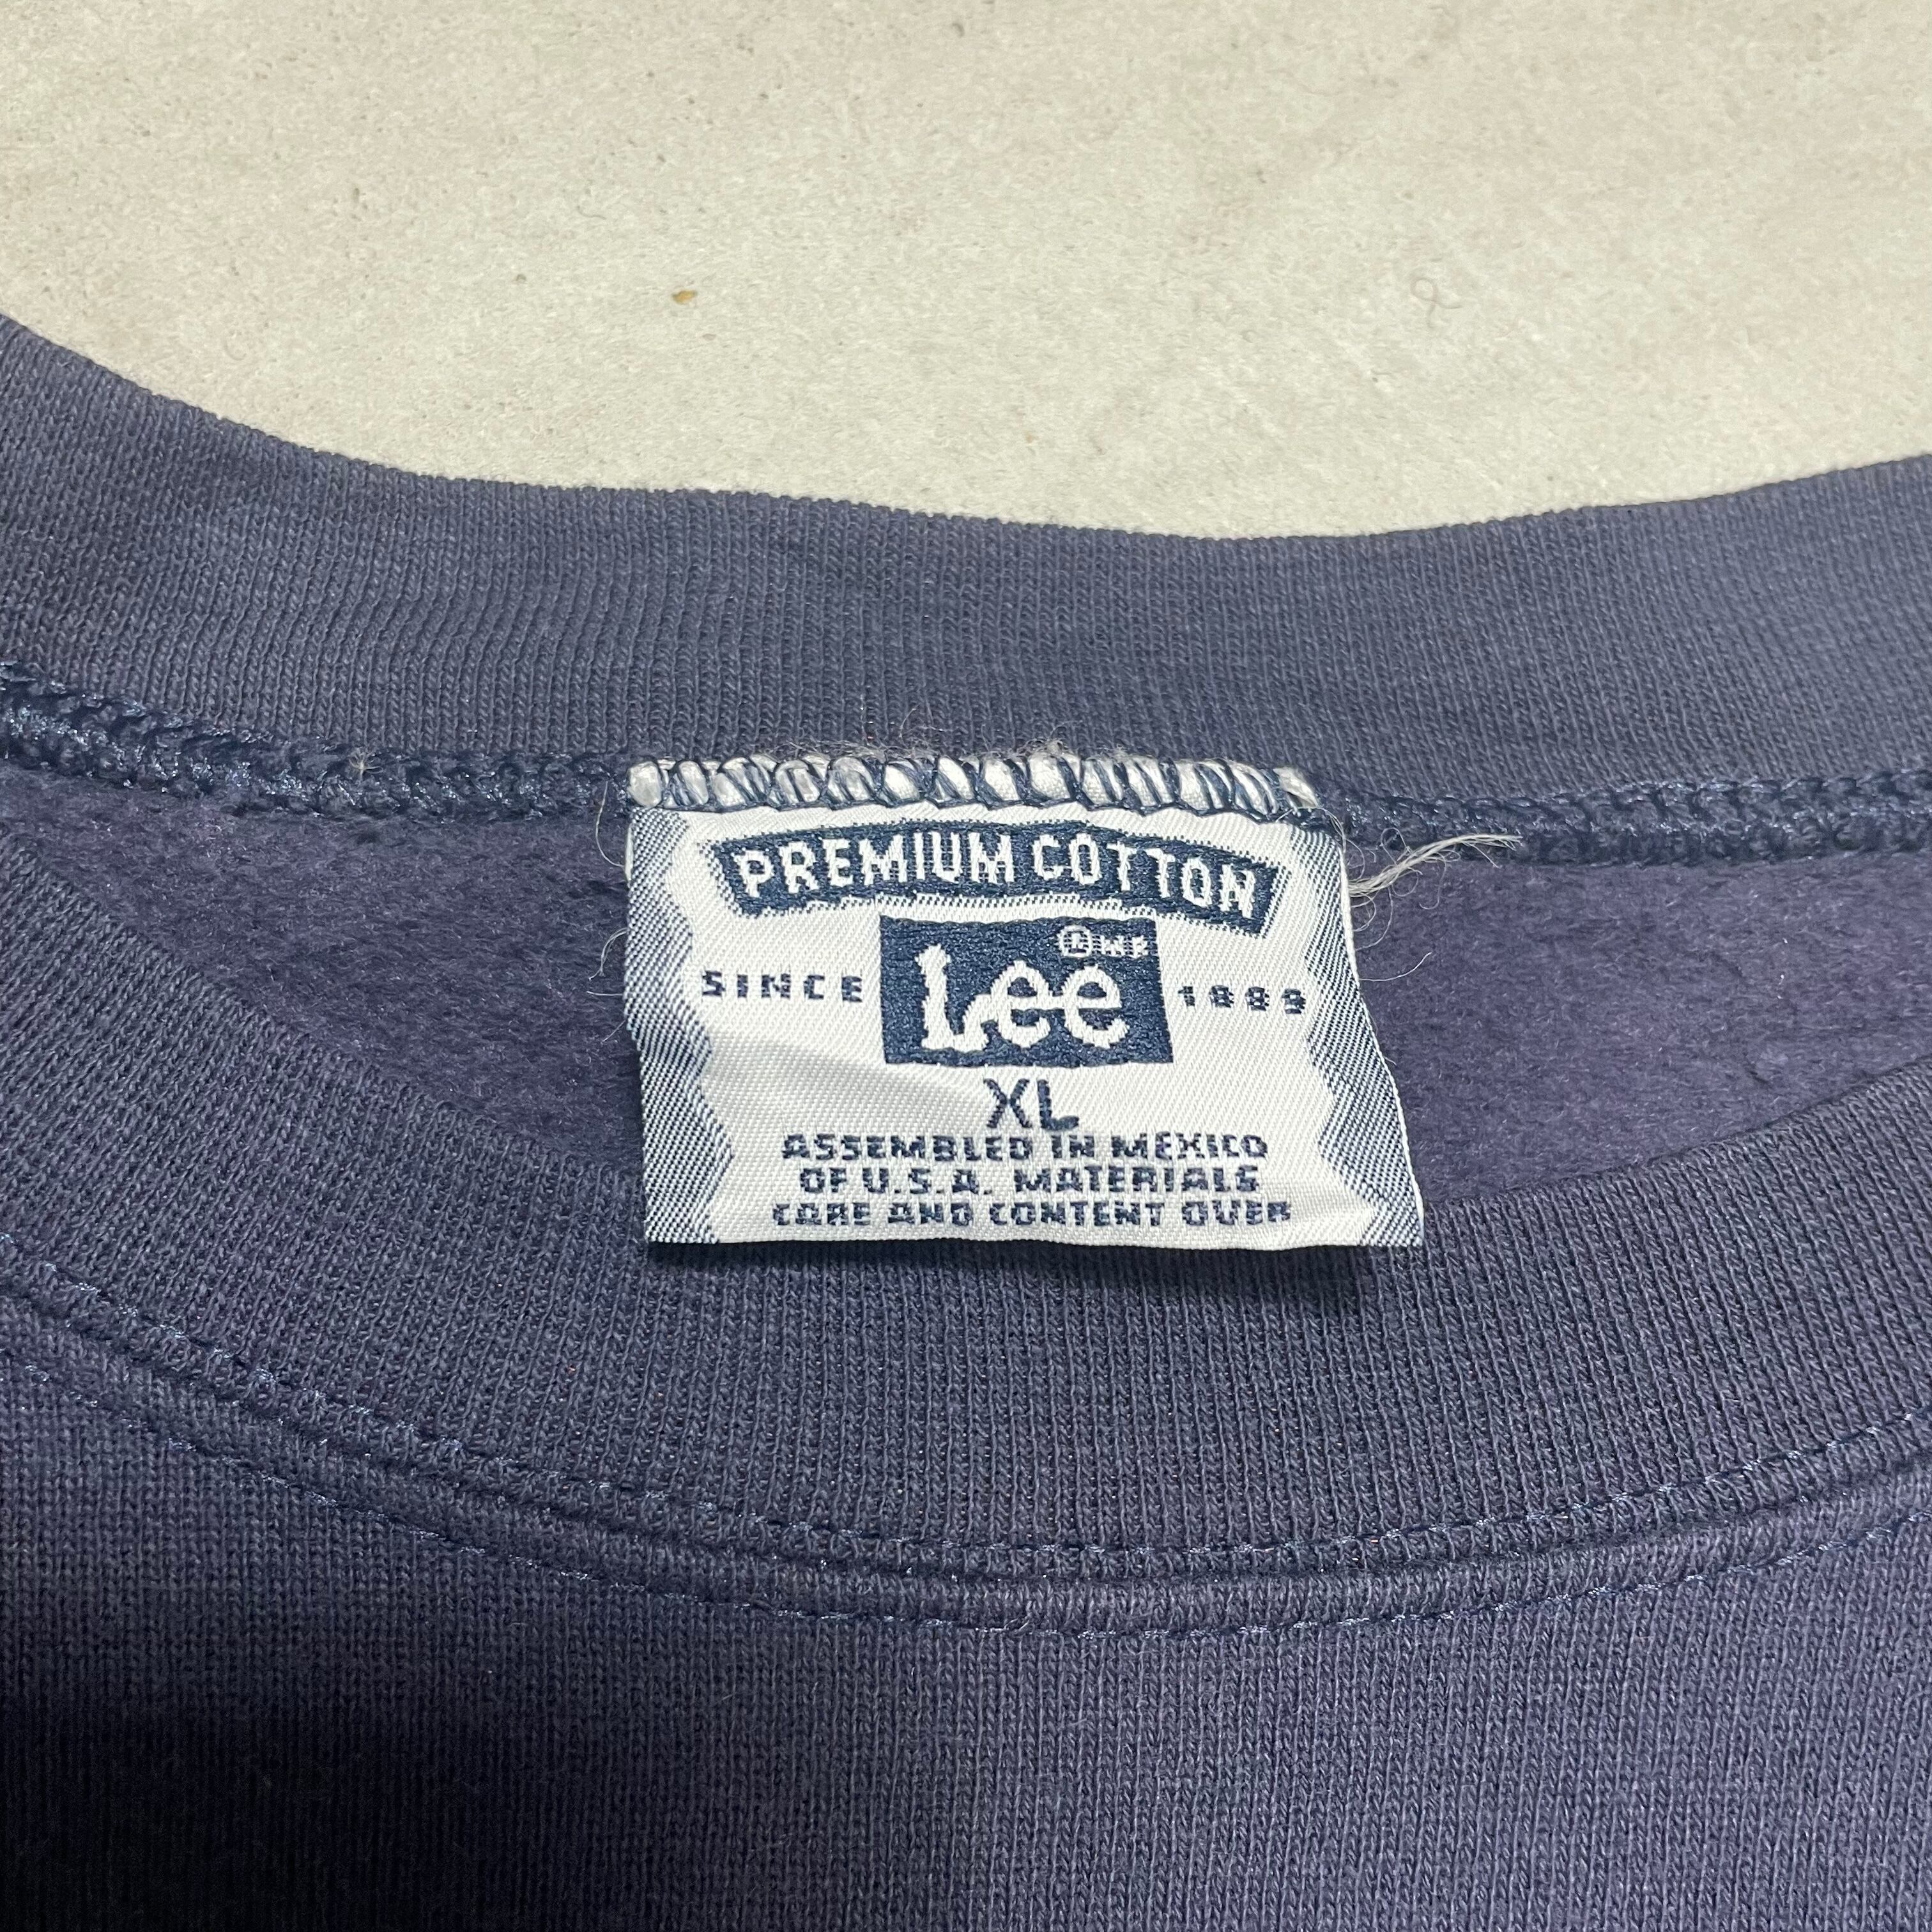 PREMIUM COTTON
SINCE Lee 1889
XL
ASSEMBLED IN MEXICO
OF U.S.A. MATERIALS
CARE AND CONTENT OVER